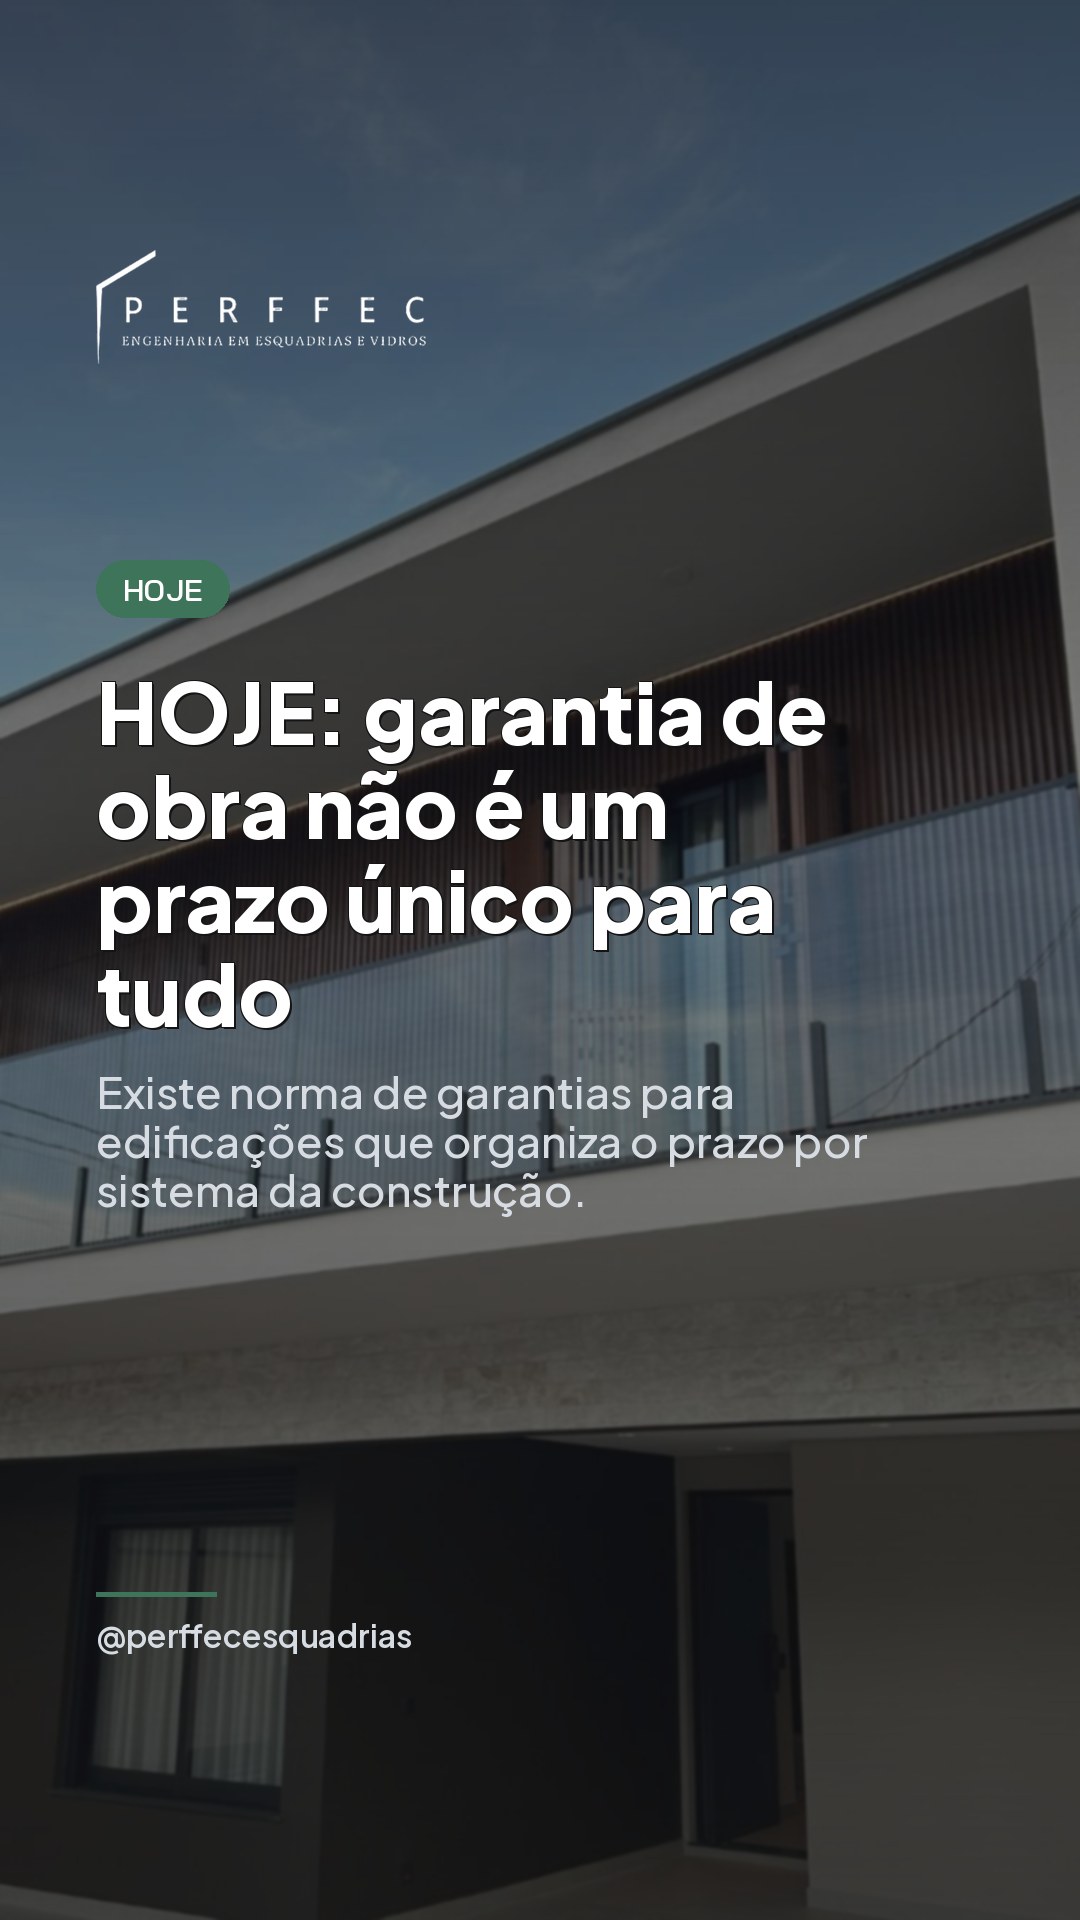 PERFFEC
ENGENHARIA EM ESQUADRIAS E VIDROS
HOJE
HOJE: garantia de
obra não é um
prazo único para
tudo
Existe norma de garantias para
edificações que organiza o prazo por
sistema da construção.
@perffecesquadrias